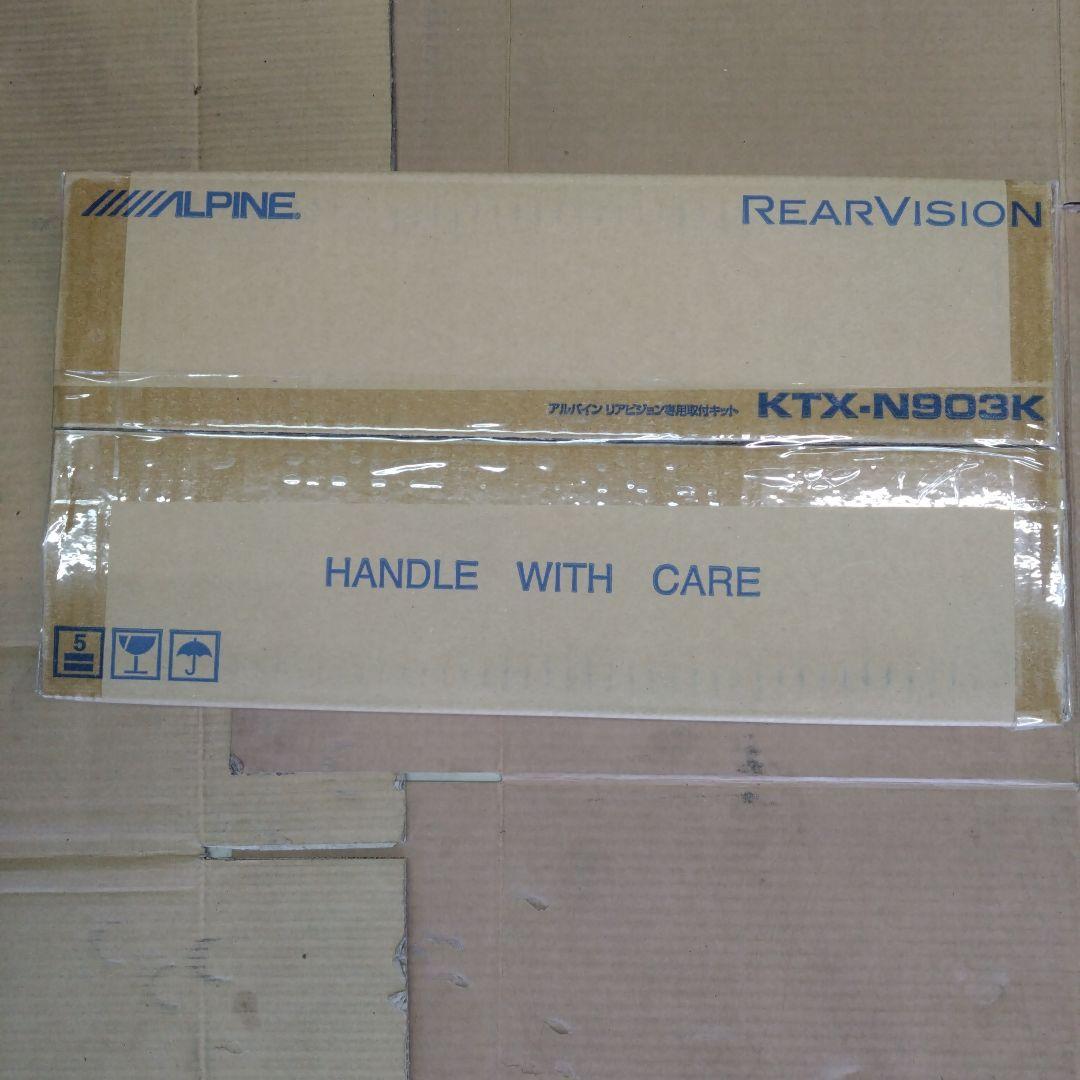 ALPINE®
REARVISION
アルパイン リアビジョン専用取付キット KTX-N903K
HANDLE WITH CARE
5